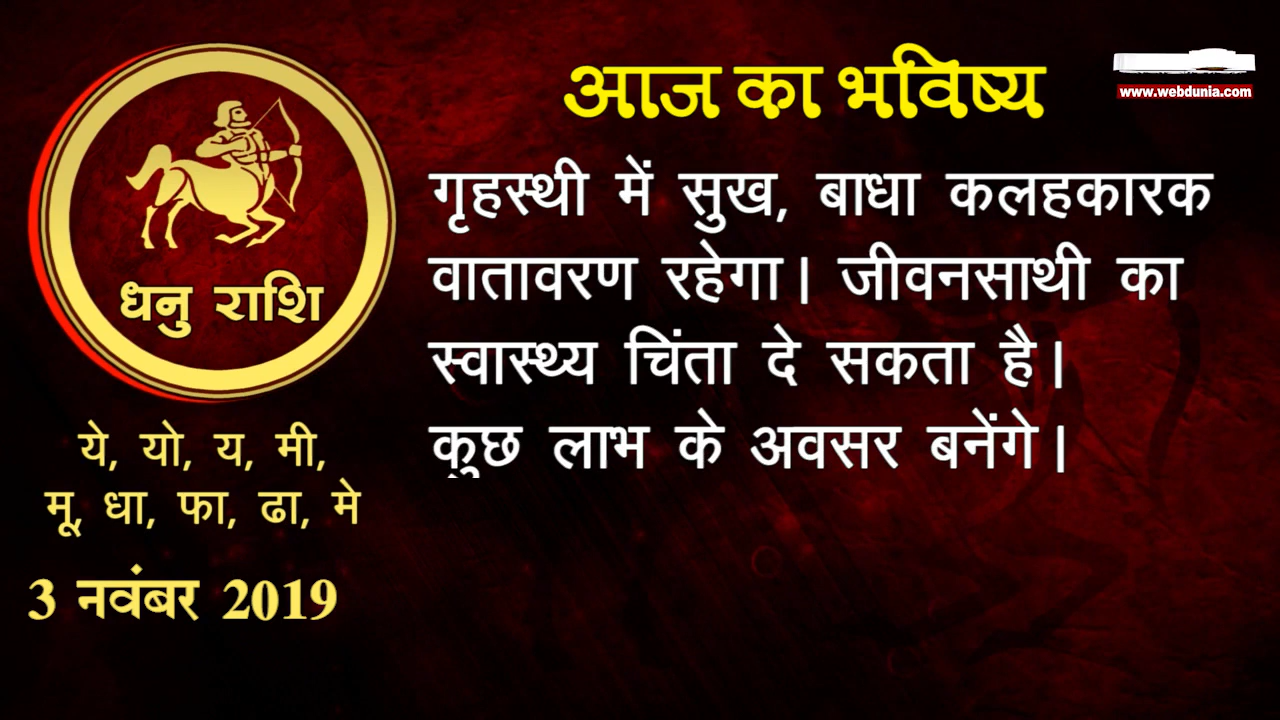 आज का भविष्य
www.webdunia.com
गृहस्थी में सुख, बाधा कलहकारक
वातावरण रहेगा। जीवनसाथी का
स्वास्थ्य चिंता दे सकता है।
कुछ लाभ के अवसर बनेंगे।
धनु राशि
ये, यो, य, मी,
मू, धा, फा, ढा, मे
3 नवंबर 2019